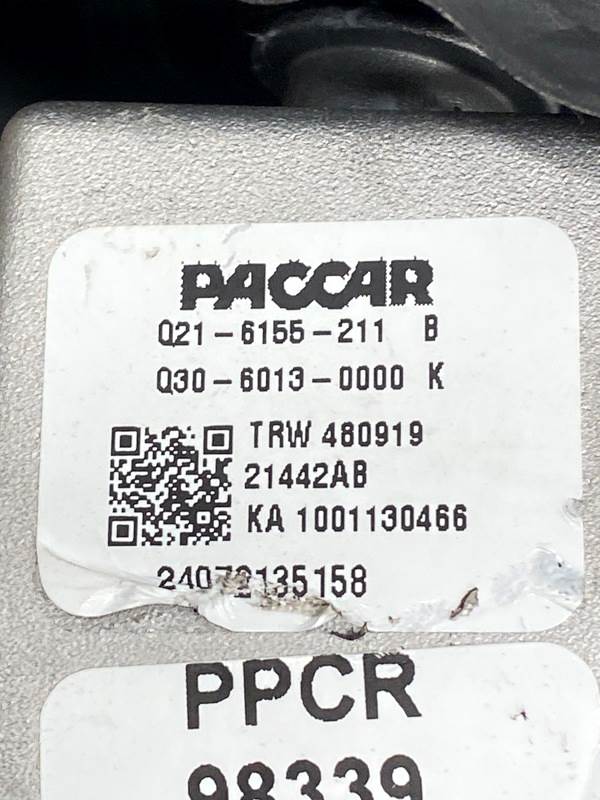 PACCAR
Q21-6155-211 B
Q30-6013-0000 K
TRW 480919
21442AB
KA 1001130466
24072135158
PPCR
98339